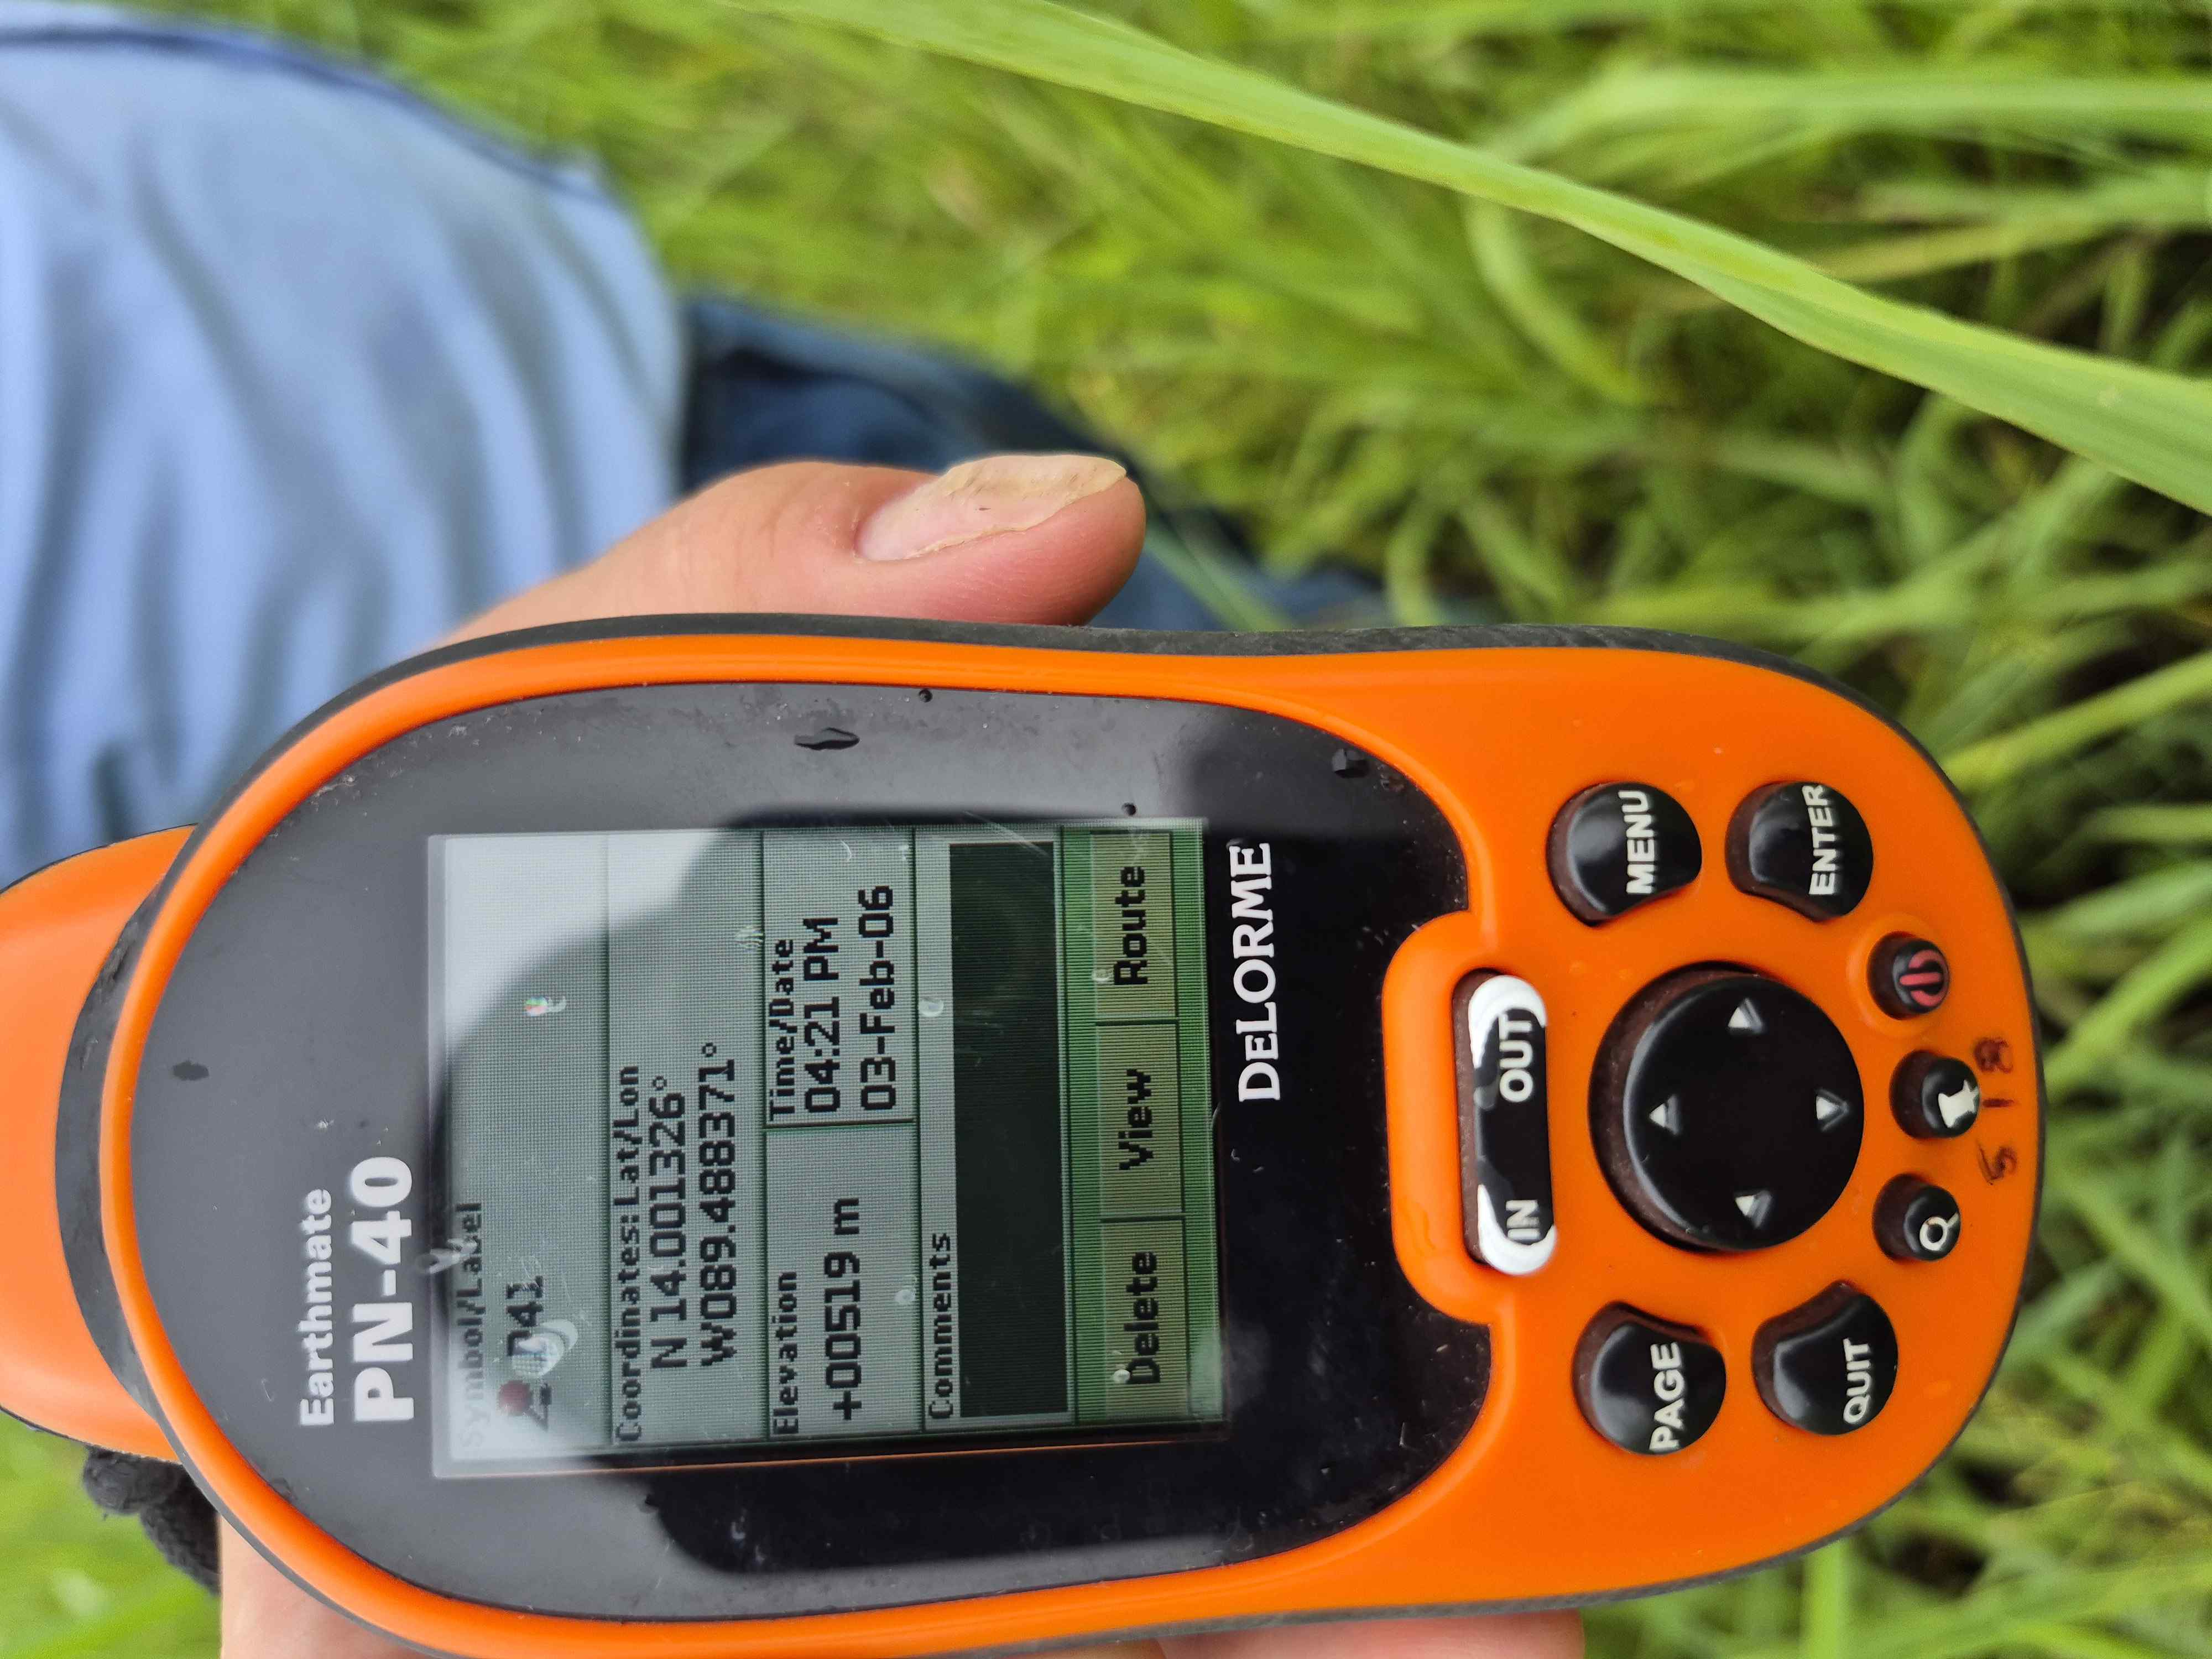 Earthmate
PN-40
Symbol/Label
Coordinates: Lat/Lon
N 14.001326°
W089.488371°
Elevation
+00519 m
Time/Date
04:21 PM
03-Feb-06
Comments
Delete
View
Route
DELORME
IN
OUT
PAGE
MENU
QUIT
ENTER
518